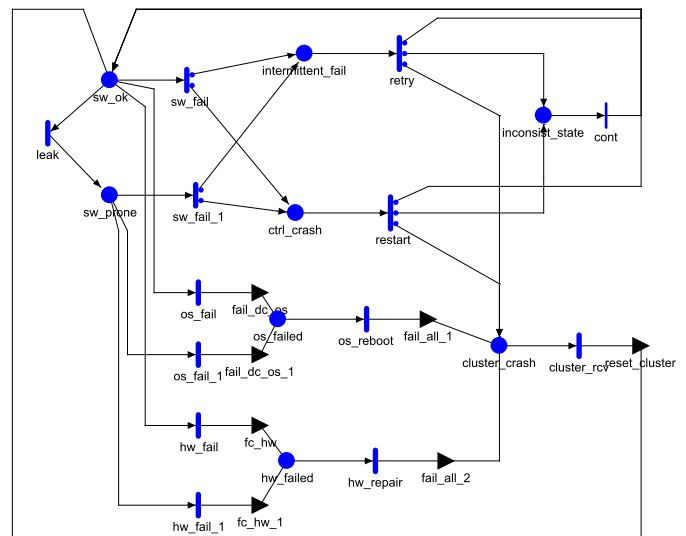 intermittent_fail
retry
sw_ok
sw_fail
inconsist_state
cont
leak
sw_prone
sw_fail_1
ctrl_crash
restart
os_fail
fail_dc_os
os_failed
os_reboot
fail_all_1
cluster_crash
cluster_rcv
reset_cluster
os_fail_1
fail_dc_os_1
hw_fail
fc_hw
hw_failed
hw_repair
fail_all_2
hw_fail_1
fc_hw_1